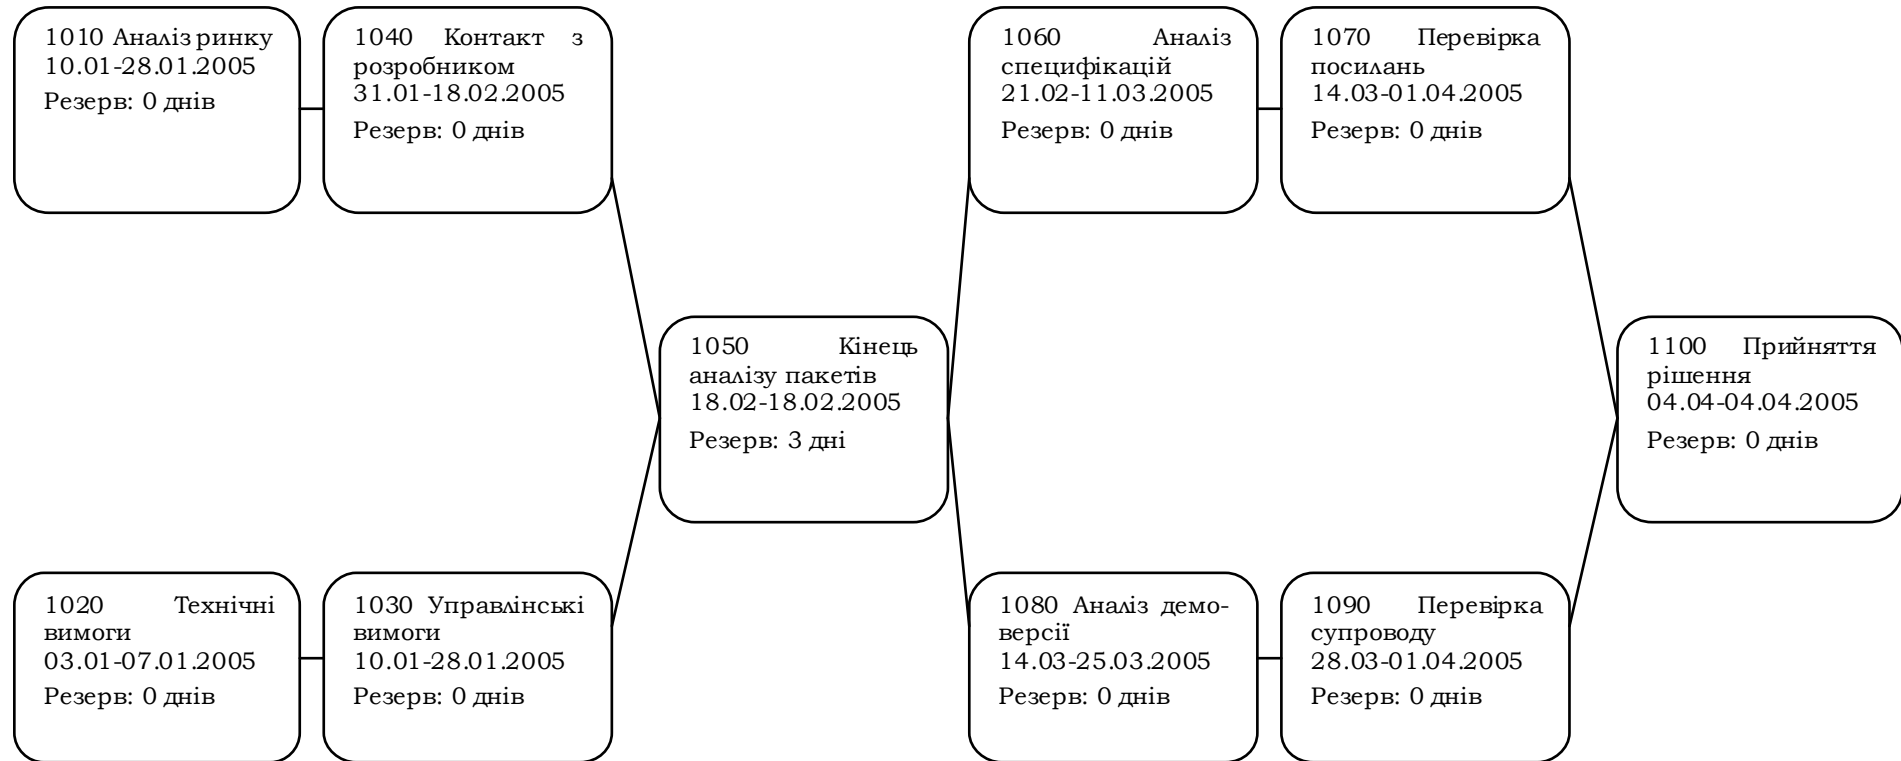 1010 Аналіз ринку
10.01-28.01.2005
Резерв: 0 днів
1040 Контакт з
розробником
31.01-18.02.2005
Резерв: 0 днів
1060 Аналіз
специфікацій
21.02-11.03.2005
Резерв: 0 днів
1070 Перевірка
посилань
14.03-01.04.2005
Резерв: 0 днів
1050 Кінець
аналізу пакетів
18.02-18.02.2005
Резерв: 3 дні
1100 Прийняття
рішення
04.04-04.04.2005
Резерв: 0 днів
1020 Технічні
вимоги
03.01-07.01.2005
Резерв: 0 днів
1030 Управлінські
вимоги
10.01-28.01.2005
Резерв: 0 днів
1080 Аналіз демо-
версії
14.03-25.03.2005
Резерв: 0 днів
1090 Перевірка
супроводу
28.03-01.04.2005
Резерв: 0 днів